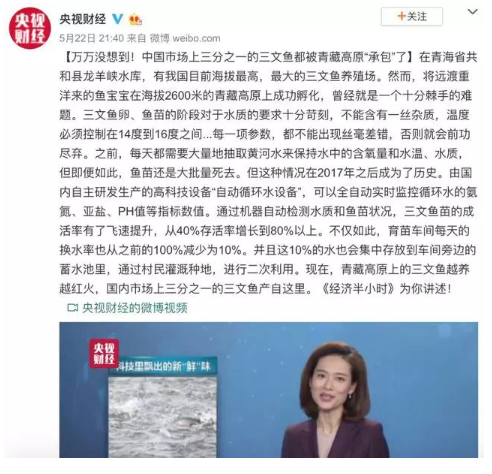 央视财经
央视财经
＋关注
5月22日 21:40 来自 微博 weibo.com
【万万没想到！中国市场上三分之一的三文鱼都被青藏高原“承包”了】在青海省共
和县龙羊峡水库，有我国目前海拔最高，最大的三文鱼养殖场。然而，将远渡重
洋来的鱼宝宝在海拔2600米的青藏高原上成功孵化，曾经就是一个十分棘手的难
题。三文鱼卵、鱼苗的阶段对于水质的要求十分苛刻，不能含有一丝杂质，温度
必须控制在14度到16度之间...每一项参数，都不能出现丝毫差错，否则就会前功
尽弃。之前，每天都需要大量地抽取黄河水来保持水中的含氧量和水温、水质，
但即便如此，鱼苗还是大批量死去。但这种情况在2017年之后成为了历史。由国
内自主研发生产的高科技设备“自动循环水设备”，可以全自动实时监控循环水的氨
氮、亚盐、PH值等指标数值。通过机器自动检测水质和鱼苗状况，三文鱼苗的成
活率有了飞速提升，从40%存活率增长到80%以上。不仅如此，育苗车间每天的
换水率也从之前的100%减少为10%。并且这10%的水也会集中存放到车间旁边的
蓄水池里，通过村民灌溉种地，进行二次利用。现在，青藏高原上的三文鱼越养
越红火，国内市场上三分之一的三文鱼产自这里。《经济半小时》为你讲述！
央视财经的微博视频
央视财经
科技里飘出的新“鲜”味